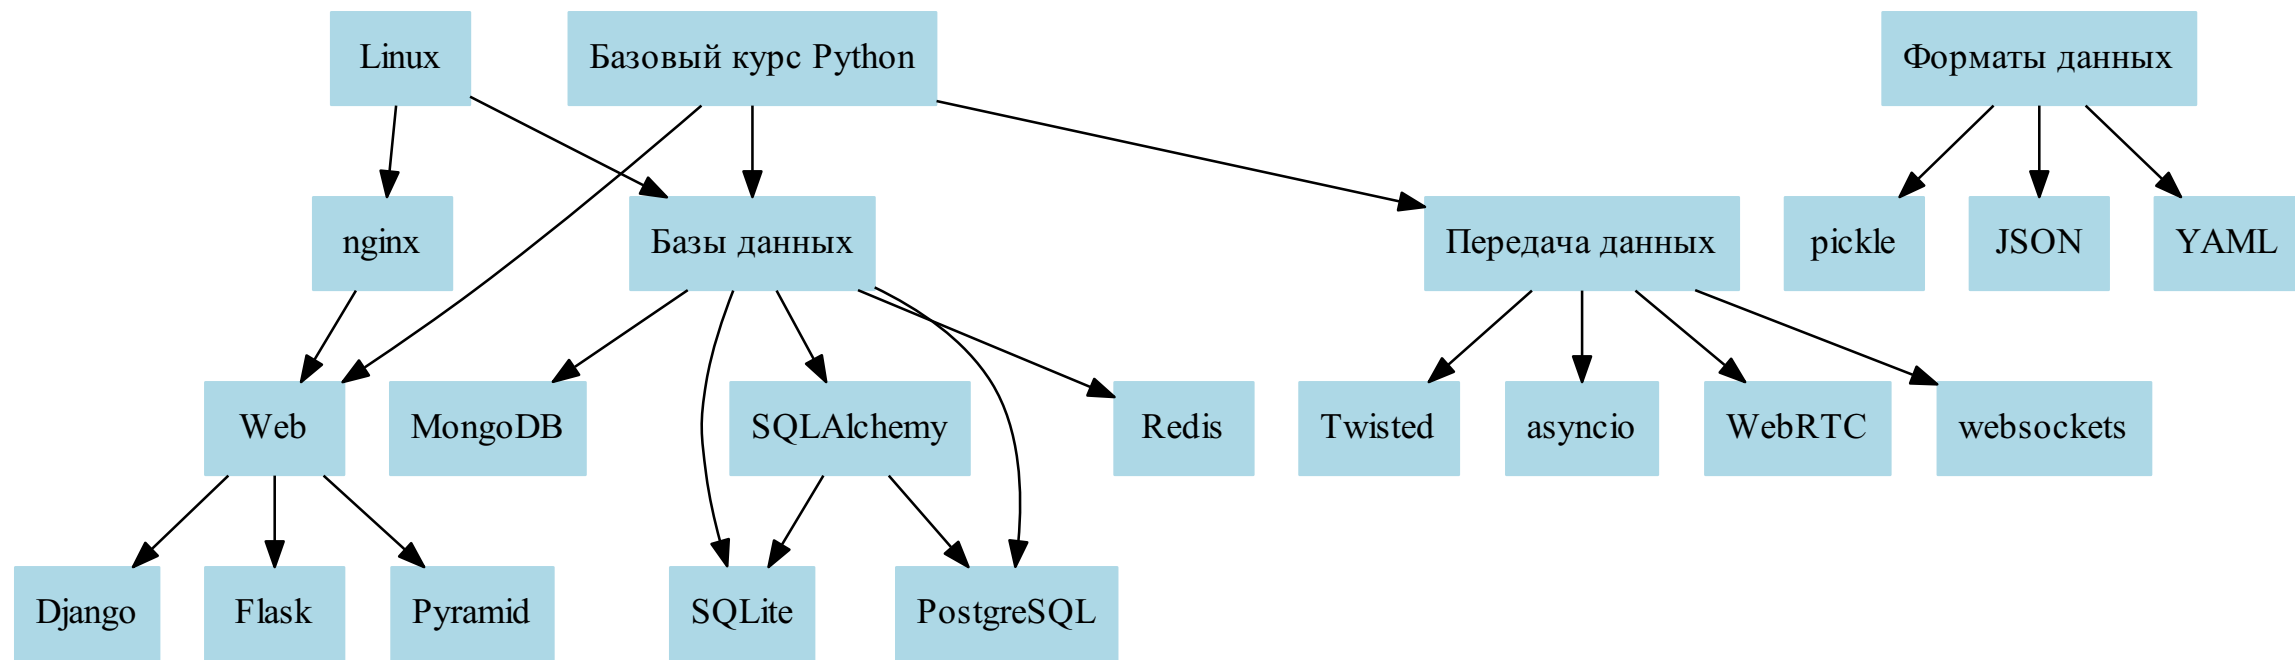 Linux
Базовый курс Python
Форматы данных
nginx
Базы данных
Передача данных
pickle
JSON
YAML
Web
MongoDB
SQLAlchemy
Redis
Twisted
asyncio
WebRTC
websockets
Django
Flask
Pyramid
SQLite
PostgreSQL